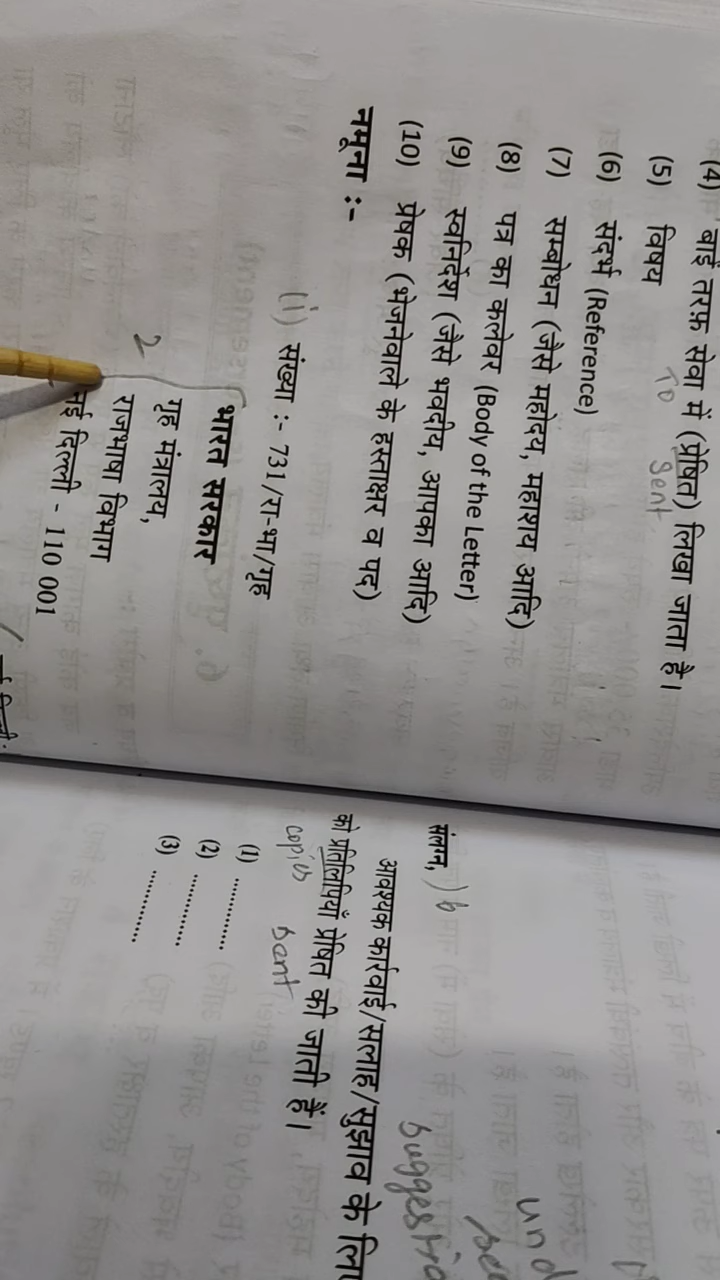 (4) बाईं तरफ़ सेवा में (प्रेषित) लिखा जाता है।
To Sent
(5) विषय
(6) संदर्भ (Reference)
(7) सम्बोधन (जैसे महोदय, महाशय आदि)
(8) पत्र का कलेवर (Body of the Letter)
(9) स्वनिर्देश (जैसे भवदीय, आपका आदि)
(10) प्रेषक (भेजनेवाले के हस्ताक्षर व पद)
नमूना :-
(i) संख्या :- 731/रा-भा/गृह
भारत सरकार
2 गृह मंत्रालय,
राजभाषा विभाग
नई दिल्ली - 110 001
संलग्न,
आवश्यक कार्रवाई/सलाह/सुझाव के
को प्रतिलिपियाँ प्रेषित की जाती हैं।
copies sent
(1) ..............
(2) ..............
(3) ..............